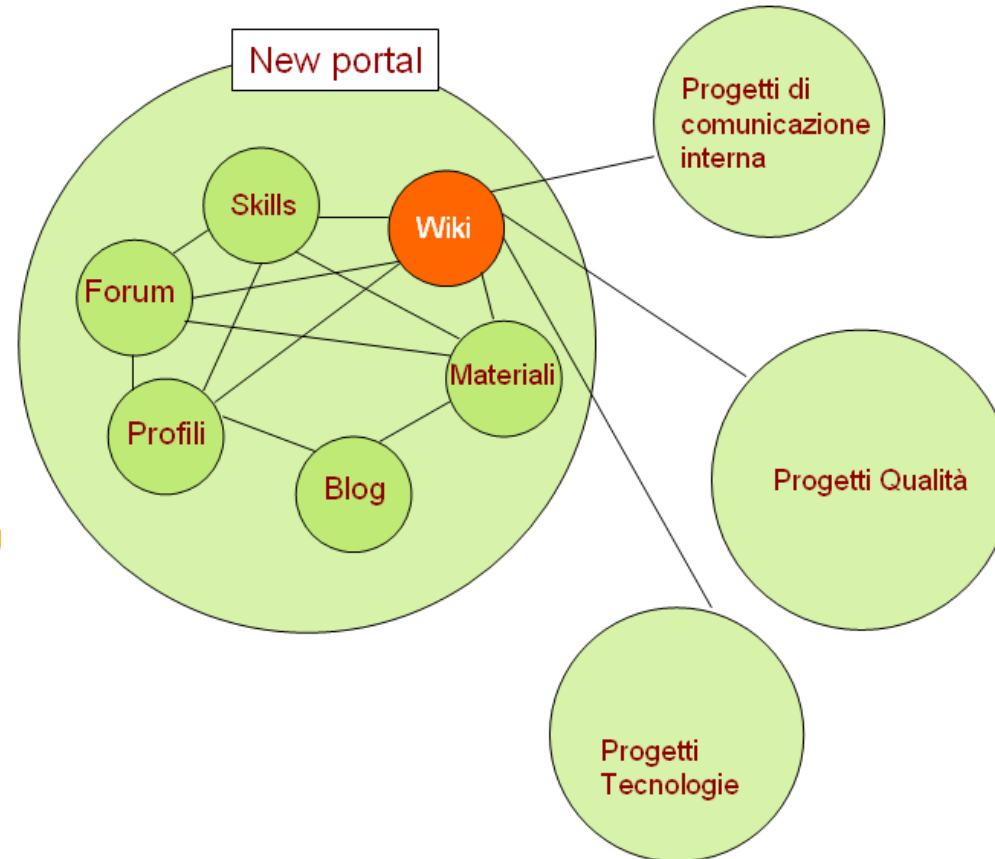 New portal
Progetti di
comunicazione
interna
Skills
Wiki
Forum
Materiali
Profili
Blog
Progetti Qualità
Progetti
Tecnologie